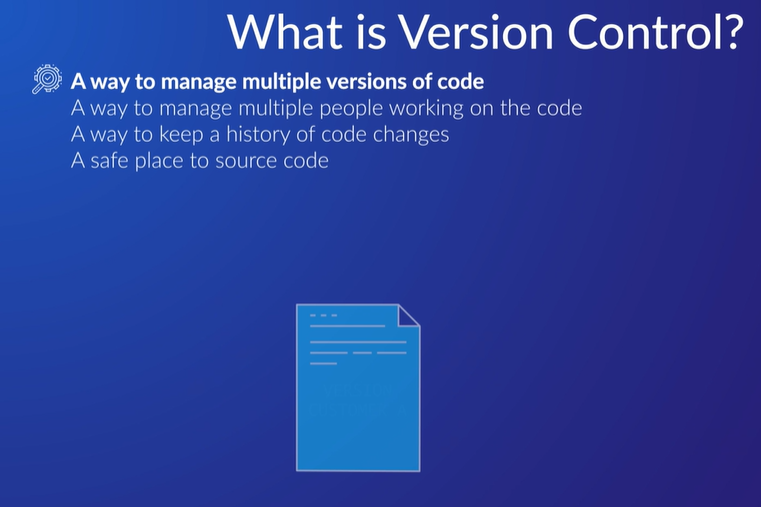 What is Version Control?
A way to manage multiple versions of code
A way to manage multiple people working on the code
A way to keep a history of code changes
A safe place to source code